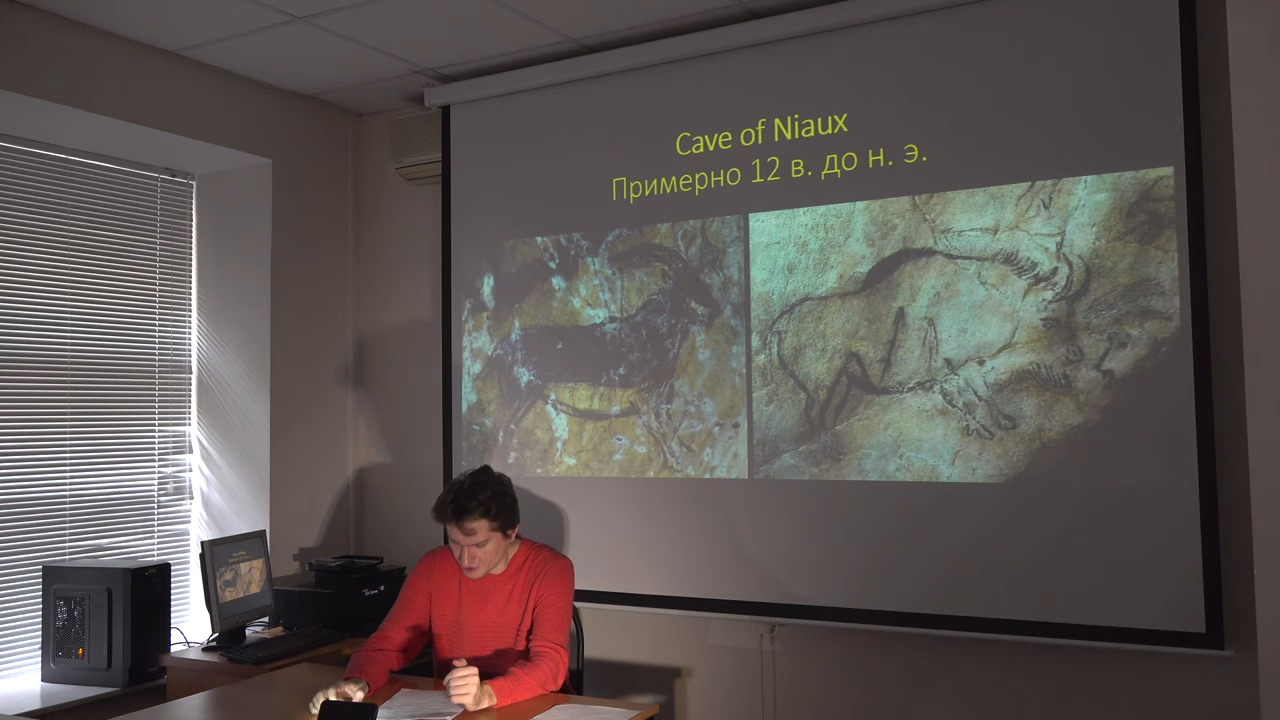 Cave of Niaux
Примерно 12 в. до н. э.